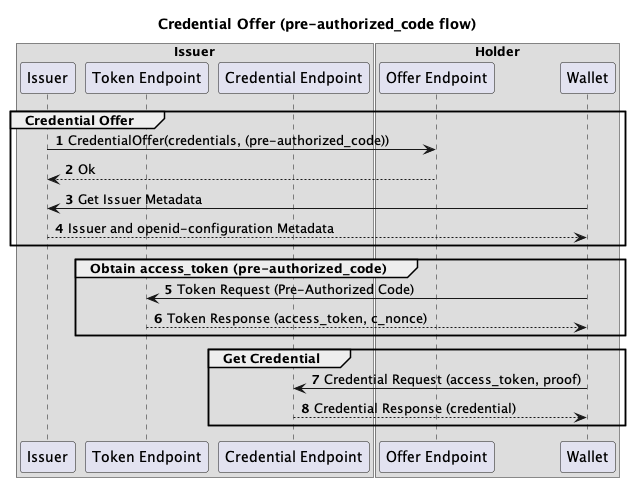 Credential Offer (pre-authorized_code flow)
Issuer Holder
Issuer Token Endpoint Credential Endpoint Offer Endpoint Wallet
Credential Offer
1 CredentialOffer(credentials, (pre-authorized_code))
2 Ok
3 Get Issuer Metadata
4 Issuer and openid-configuration Metadata
Obtain access_token (pre-authorized_code)
5 Token Request (Pre-Authorized Code)
6 Token Response (access_token, c_nonce)
Get Credential
7 Credential Request (access_token, proof)
8 Credential Response (credential)
Issuer Token Endpoint Credential Endpoint Offer Endpoint Wallet